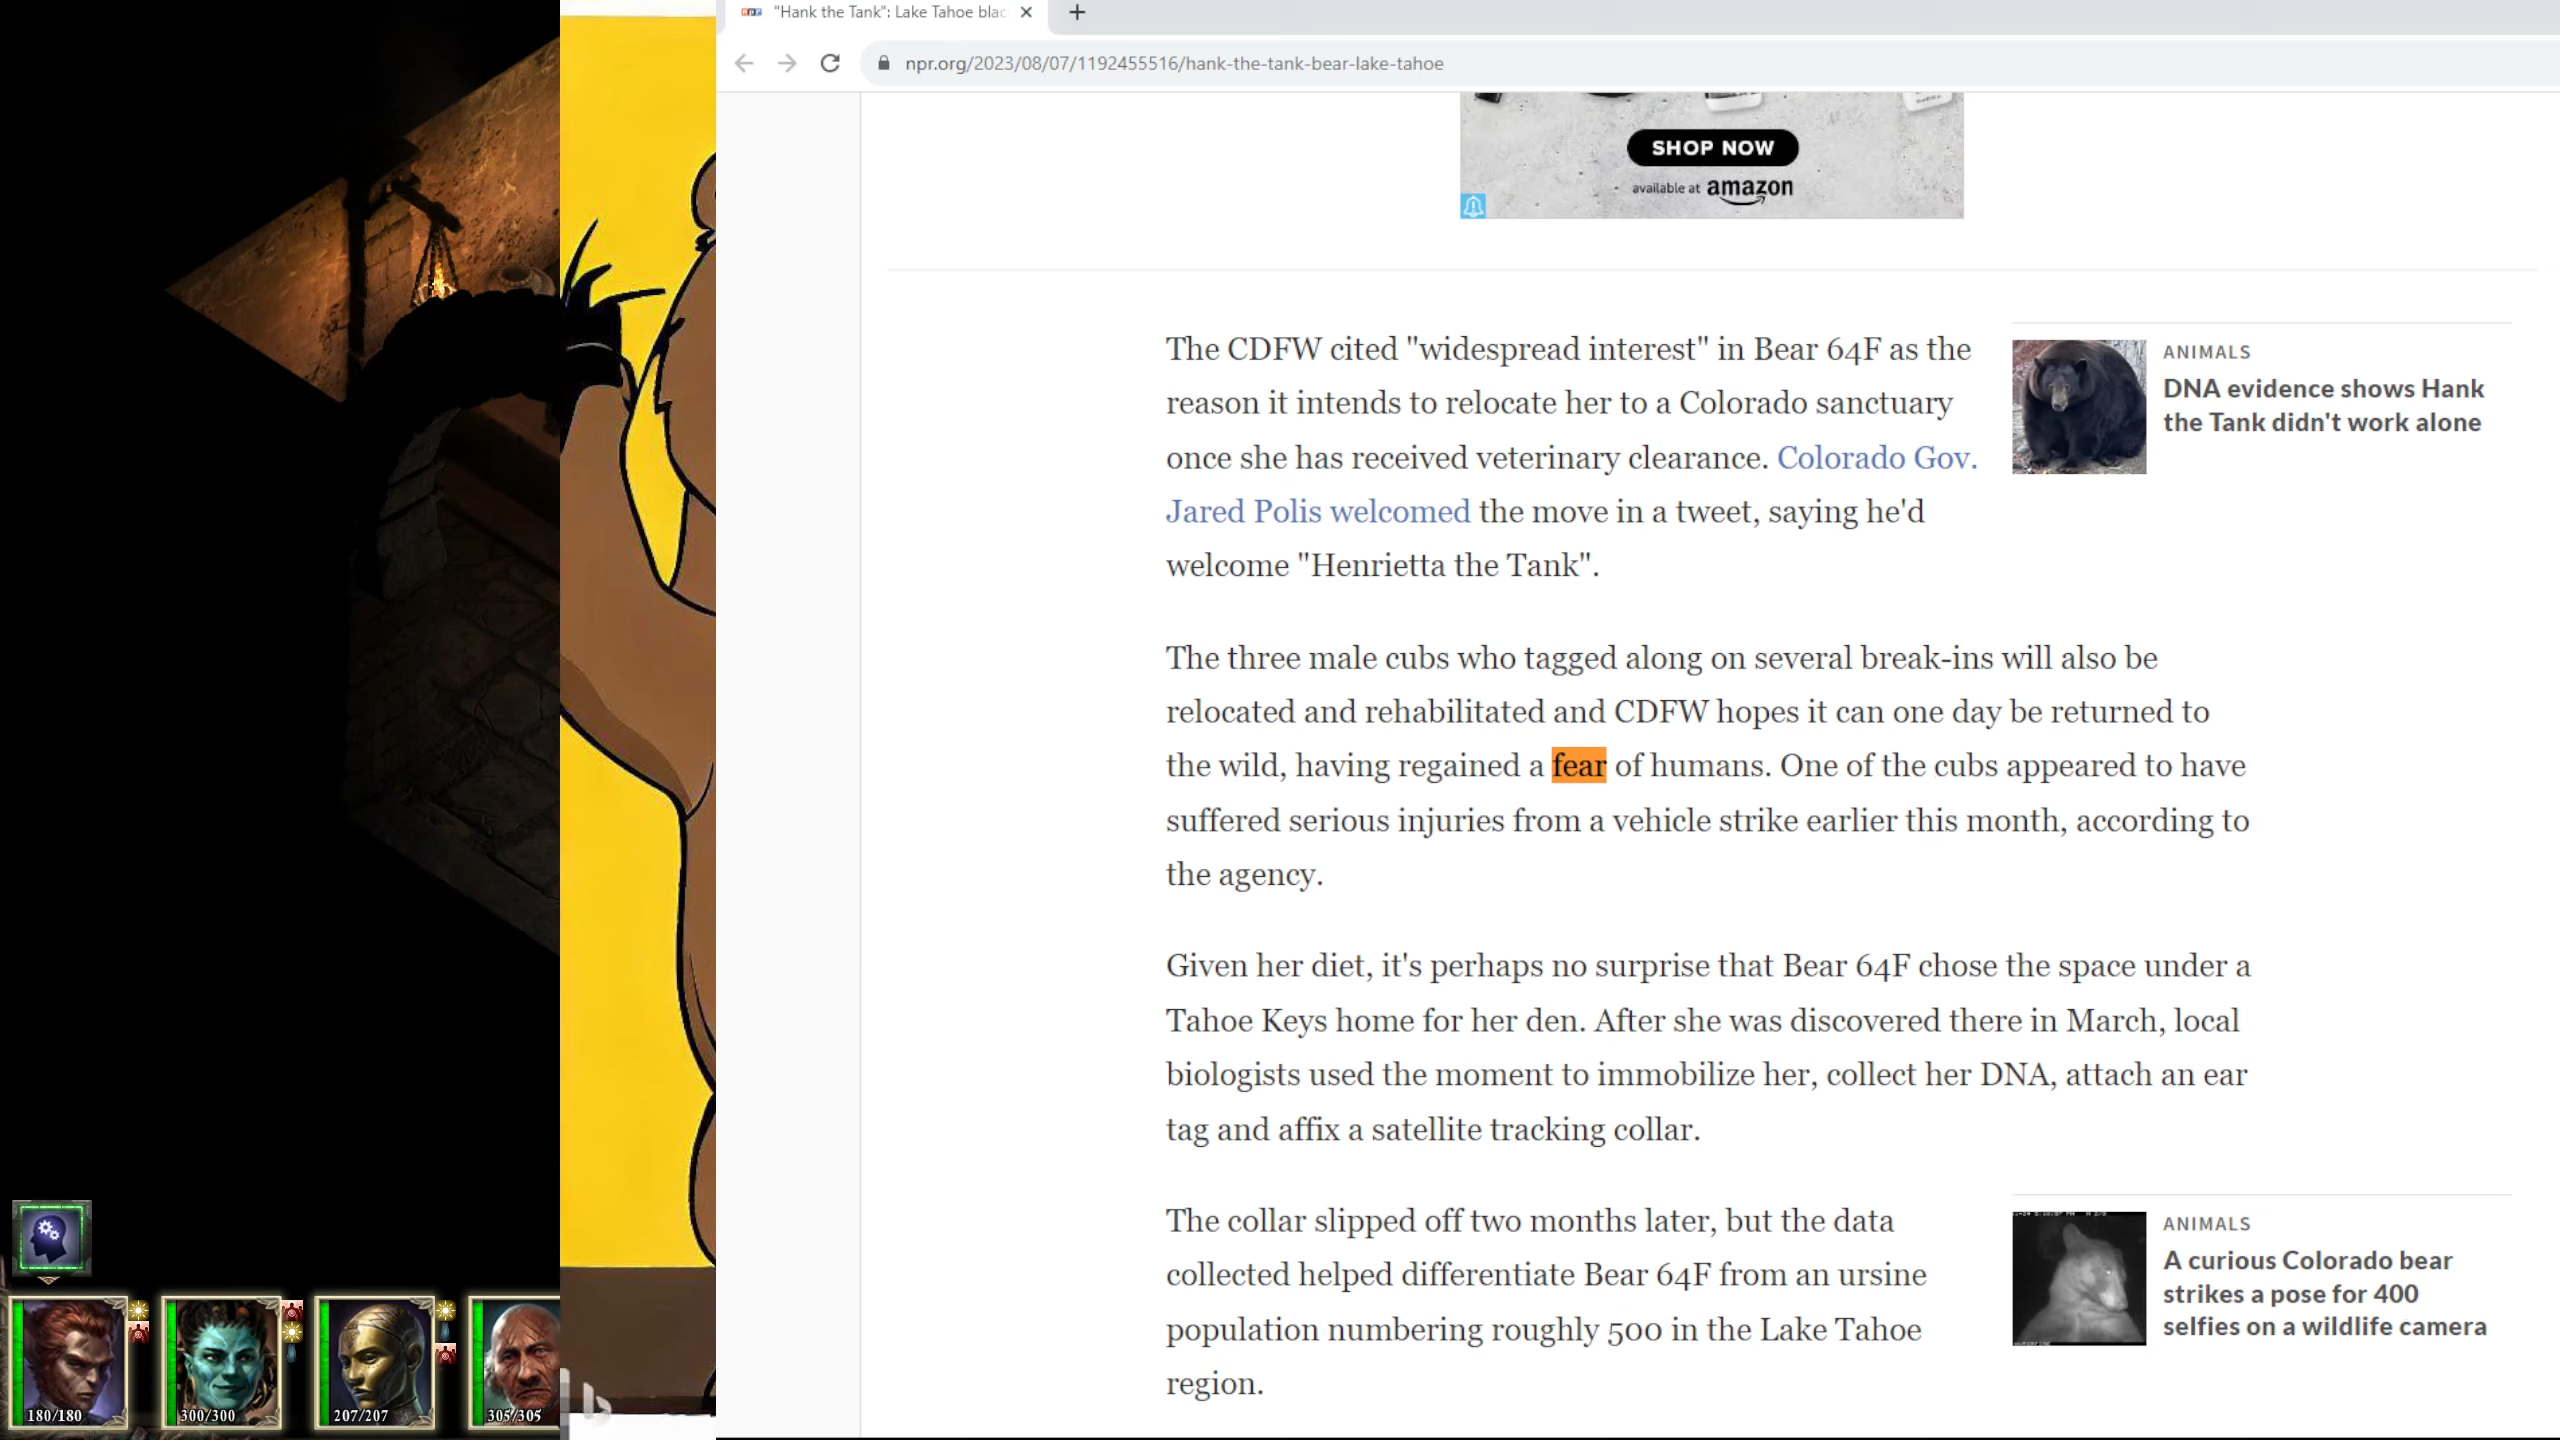 "Hank the Tank": Lake Tahoe blac
npr.org/2023/08/07/1192455516/hank-the-tank-bear-lake-tahoe
SHOP NOW
available at amazon
The CDFW cited "widespread interest" in Bear 64F as the
reason it intends to relocate her to a Colorado sanctuary
once she has received veterinary clearance. Colorado Gov.
Jared Polis welcomed the move in a tweet, saying he'd
welcome "Henrietta the Tank".
ANIMALS
DNA evidence shows Hank
the Tank didn't work alone
The three male cubs who tagged along on several break-ins will also be
relocated and rehabilitated and CDFW hopes it can one day be returned to
the wild, having regained a fear of humans. One of the cubs appeared to have
suffered serious injuries from a vehicle strike earlier this month, according to
the agency.
Given her diet, it's perhaps no surprise that Bear 64F chose the space under a
Tahoe Keys home for her den. After she was discovered there in March, local
biologists used the moment to immobilize her, collect her DNA, attach an ear
tag and affix a satellite tracking collar.
The collar slipped off two months later, but the data
collected helped differentiate Bear 64F from an ursine
population numbering roughly 500 in the Lake Tahoe
region.
ANIMALS
A curious Colorado bear
strikes a pose for 400
selfies on a wildlife camera
180/180
300/300
207/207
305/305